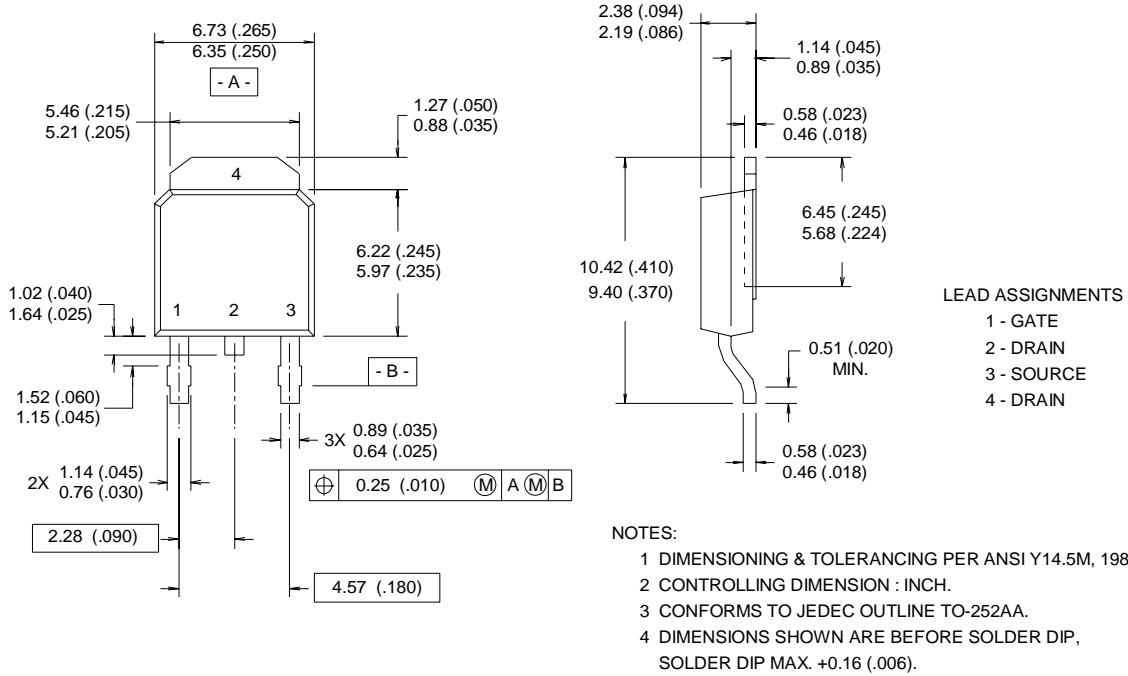 6.73 (.265)
6.35 (.250)
- A -
5.46 (.215)
5.21 (.205)
1.27 (.050)
0.88 (.035)
4
6.22 (.245)
5.97 (.235)
1.02 (.040)
1.64 (.025)
1 2 3
1.52 (.060)
1.15 (.045)
- B -
3X 0.89 (.035)
0.64 (.025)
2X 1.14 (.045)
0.76 (.030)
0.25 (.010) M A M B
2.28 (.090)
4.57 (.180)
2.38 (.094)
2.19 (.086)
1.14 (.045)
0.89 (.035)
0.58 (.023)
0.46 (.018)
6.45 (.245)
5.68 (.224)
10.42 (.410)
9.40 (.370)
0.51 (.020)
MIN.
0.58 (.023)
0.46 (.018)
LEAD ASSIGNMENTS
1 - GATE
2 - DRAIN
3 - SOURCE
4 - DRAIN
NOTES:
1 DIMENSIONING & TOLERANCING PER ANSI Y14.5M, 198
2 CONTROLLING DIMENSION : INCH.
3 CONFORMS TO JEDEC OUTLINE TO-252AA.
4 DIMENSIONS SHOWN ARE BEFORE SOLDER DIP,
SOLDER DIP MAX. +0.16 (.006).